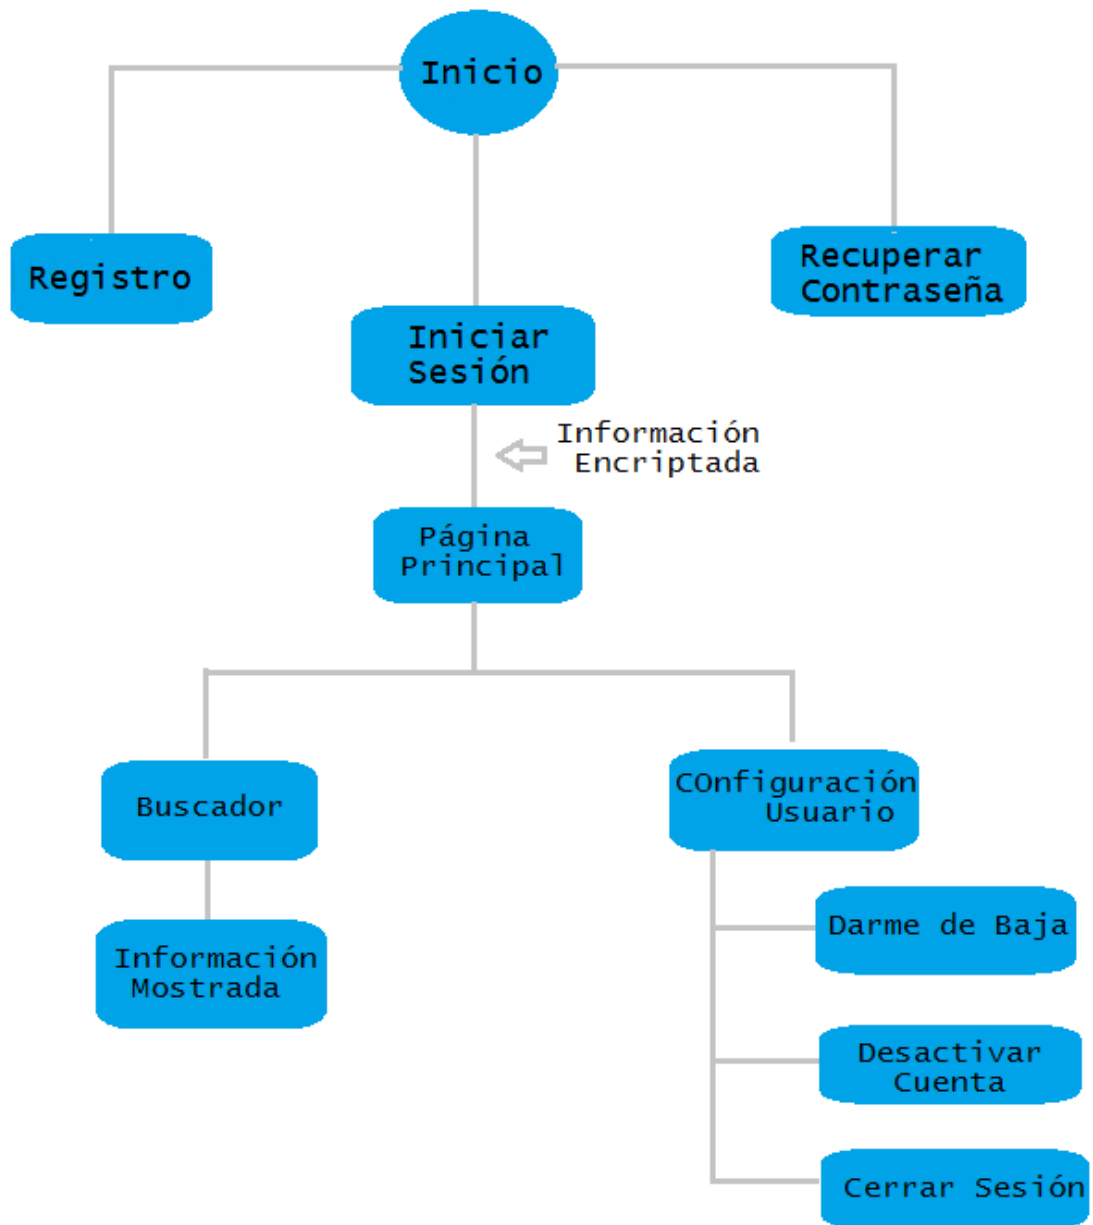 Inicio
Registro
Recuperar
Contraseña
Iniciar
Sesión
Información
Encriptada
Página
Principal
Buscador
COnfiguración
Usuario
Información
Mostrada
Darme de Baja
Desactivar
Cuenta
Cerrar Sesión